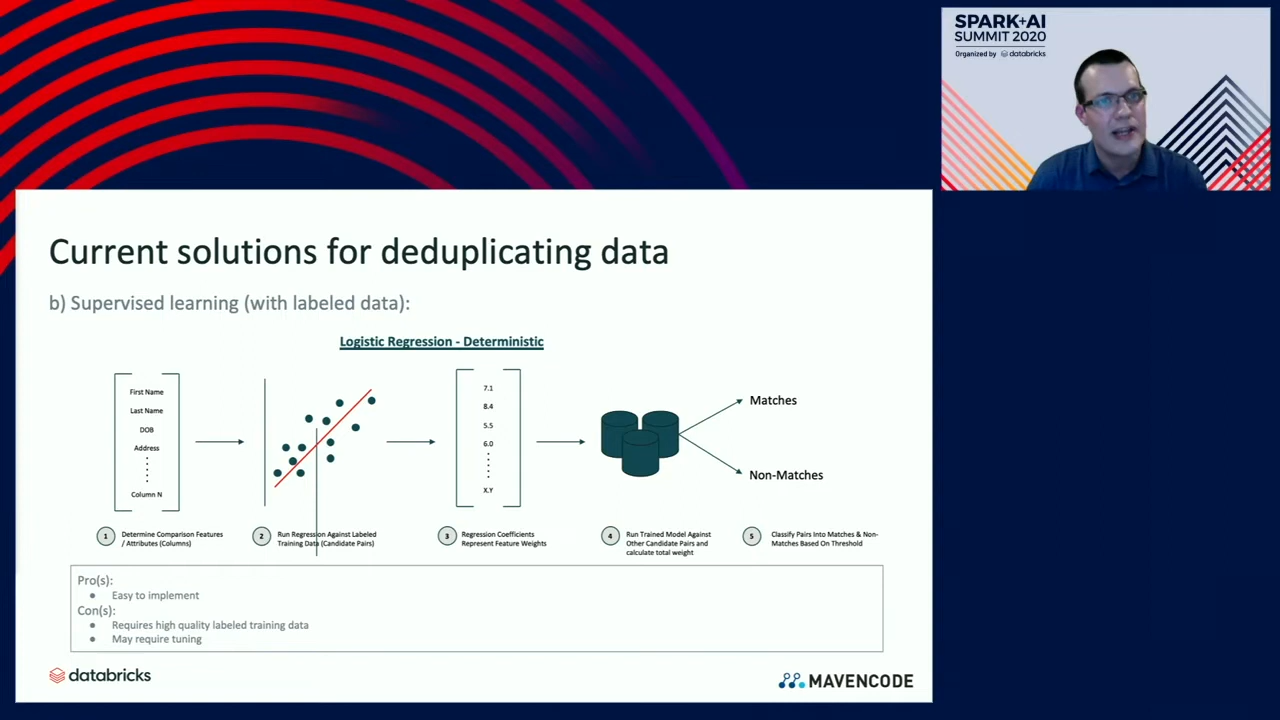 SPARK+AI
SUMMIT 2020
Organized by databricks
Current solutions for deduplicating data
b) Supervised learning (with labeled data):
Logistic Regression - Deterministic
First Name
Last Name
DOB
Address
Column N
7.1
8.4
5.5
6.0
X.Y
Matches
Non-Matches
1 Determine Comparison Features
/ Attributes (Columns)
2 Run Regression Against Labeled
Training Data (Candidate Pairs)
3 Regression Coefficients
Represent Feature Weights
4 Run Trained Model Against
Other Candidate Pairs and
calculate total weight
5 Classify Pairs Into Matches & Non-
Matches Based On Threshold
Pro(s):
● Easy to implement
Con(s):
● Requires high quality labeled training data
● May require tuning
databricks
MAVENCODE